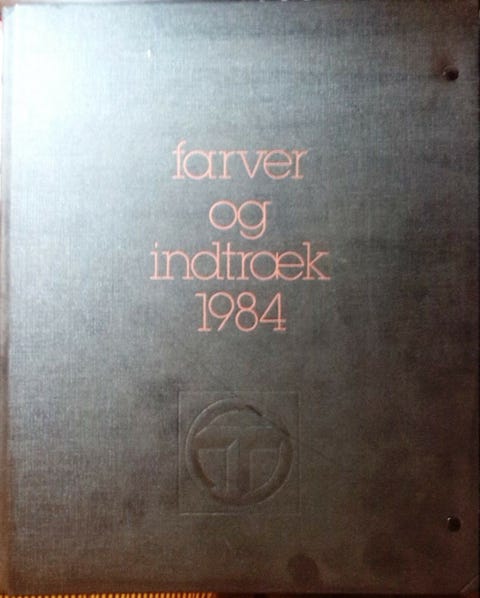 farver
og
indtræk
1984